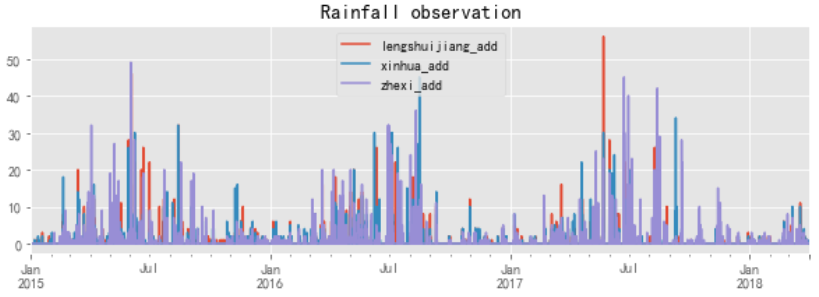 Rainfall observation
lengshuijiang_add
xinhua_add
zhexi_add
50
40
30
20
10
0
Jan Jul Jan Jul Jan Jul Jan
2015 2016 2017 2018